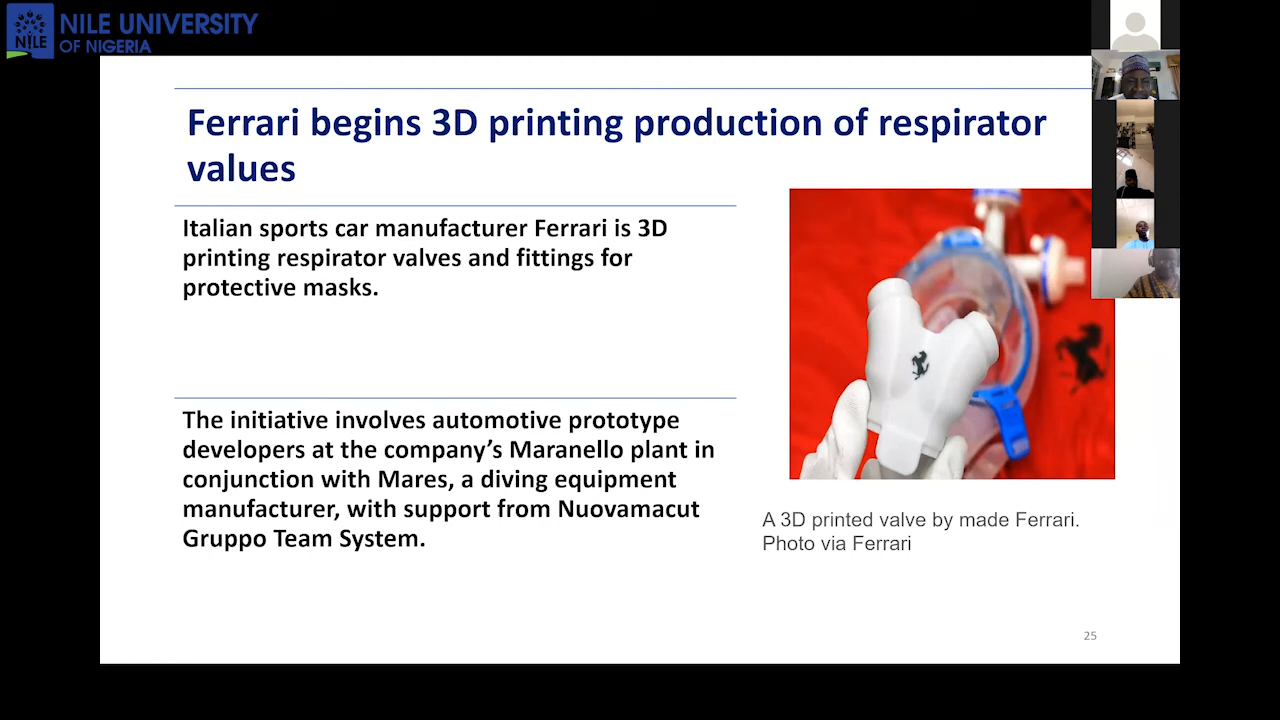 NILE UNIVERSITY
OF NIGERIA
NILE
Ferrari begins 3D printing production of respirator
values
Italian sports car manufacturer Ferrari is 3D
printing respirator valves and fittings for
protective masks.
The initiative involves automotive prototype
developers at the company’s Maranello plant in
conjunction with Mares, a diving equipment
manufacturer, with support from Nuovamacut
Gruppo Team System.
A 3D printed valve by made Ferrari.
Photo via Ferrari
25